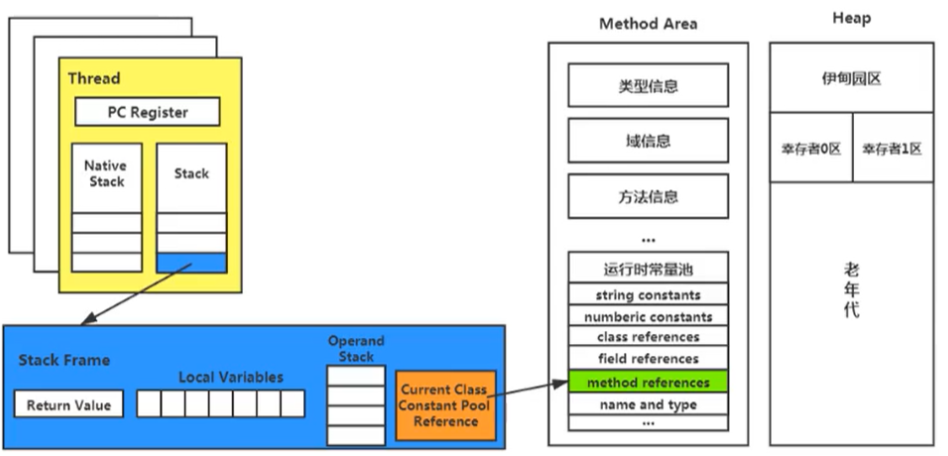 Thread
PC Register
Native
Stack
Stack
Stack Frame
Return Value
Local Variables
Operand
Stack
Current Class
Constant Pool
Reference
Method Area
类型信息
域信息
方法信息
...
运行时常量池
string constants
numberic constants
class references
field references
method references
name and type
...
Heap
伊甸园区
幸存者0区
幸存者1区
老
年
代